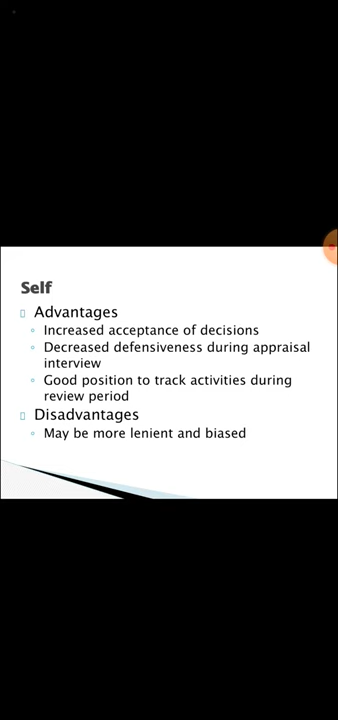 Self
Advantages
Increased acceptance of decisions
Decreased defensiveness during appraisal
interview
Good position to track activities during
review period
Disadvantages
May be more lenient and biased